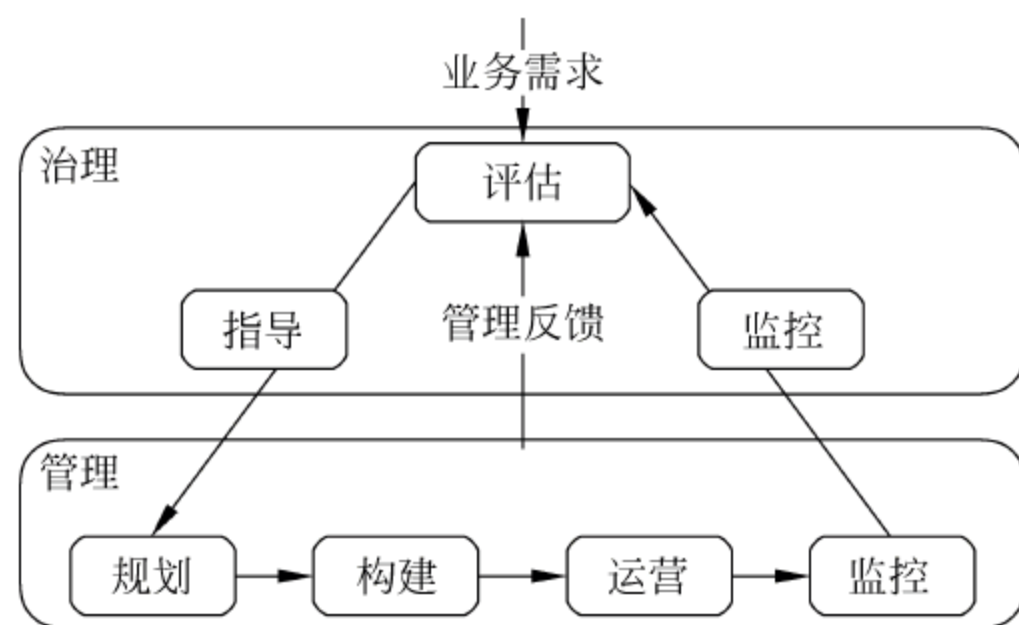 业务需求
治理
评估
指导
管理反馈
监控
管理
规划
构建
运营
监控